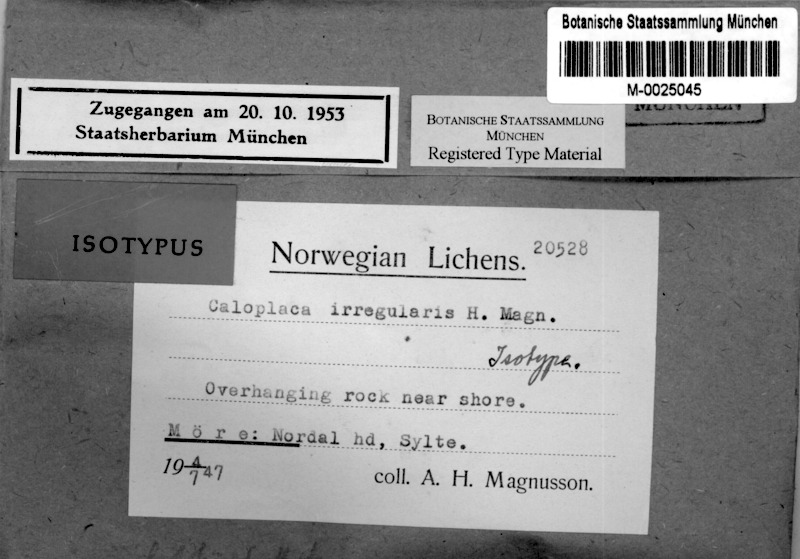 Botanische Staatssammlung München
M-0025045
MÜNCHEN
Zugegangen am 20. 10. 1953
Staatsherbarium München
BOTANISCHE STAATSSAMMLUNG
MÜNCHEN
Registered Type Material
ISOTYPUS
Norwegian Lichens. 20528
Caloplaca irregularis H. Magn.
Isotype.
Overhanging rock near shore.
Möre: Nordal hd, Sylte.
19 4/7 47
coll. A. H. Magnusson.